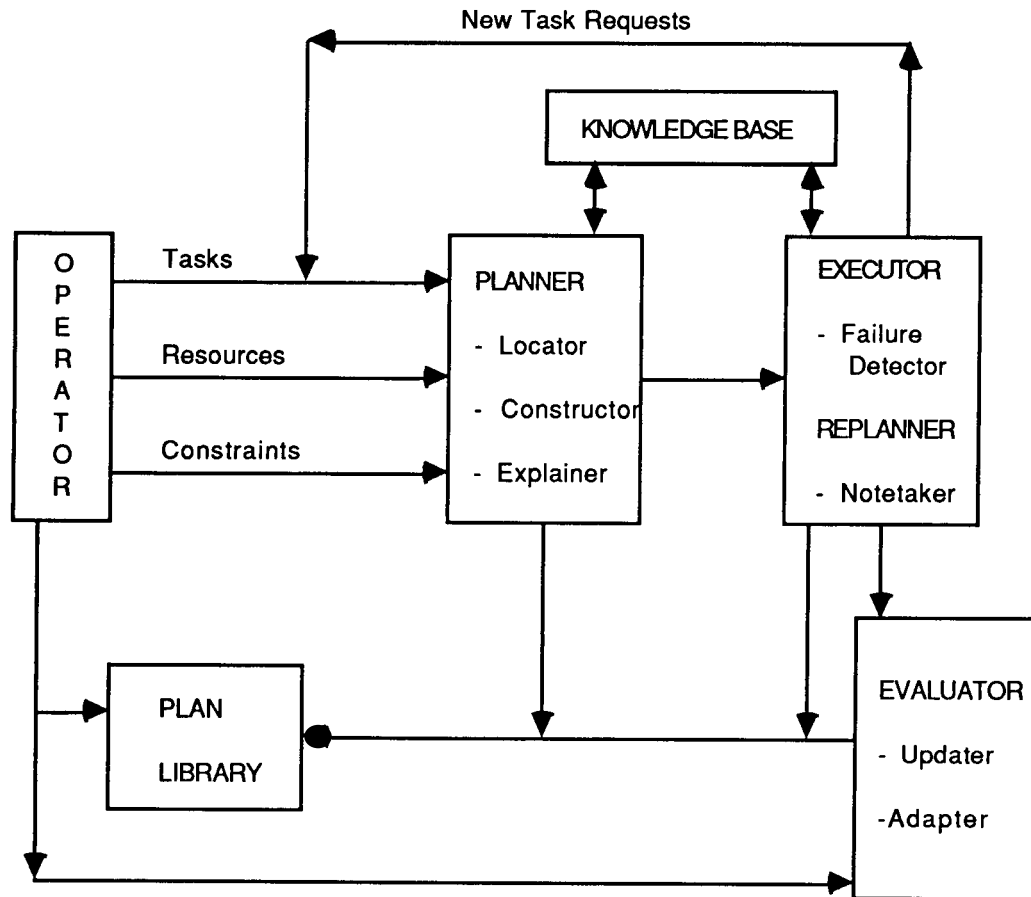 New Task Requests
KNOWLEDGE BASE
OPERATOR
Tasks
Resources
Constraints
PLANNER
- Locator
- Constructor
- Explainer
EXECUTOR
- Failure
Detector
REPLANNER
- Notetaker
PLAN
LIBRARY
EVALUATOR
- Updater
-Adapter